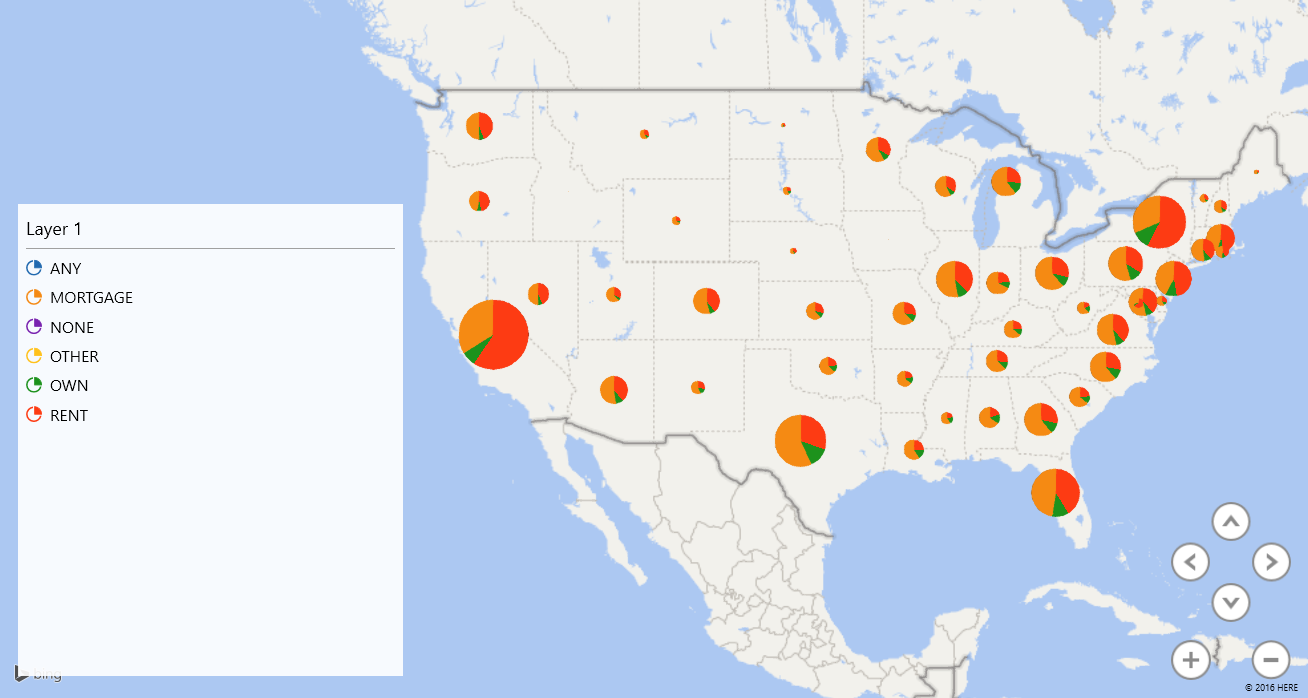 Layer 1
ANY
MORTGAGE
NONE
OTHER
OWN
RENT
bing
© 2016 HERE